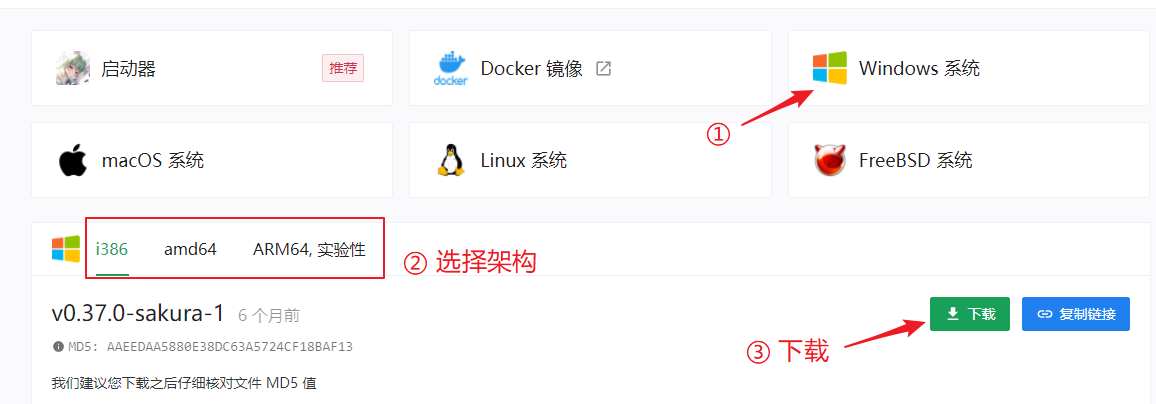 启动器
推荐
docker
Docker 镜像
Windows 系统
①
macOS 系统
Linux 系统
FreeBSD 系统
i386
amd64
ARM64, 实验性
② 选择架构
v0.37.0-sakura-1 6 个月前
下载
复制链接
MD5: AAEEDAA5880E38DC63A5724CF18BAF13
③ 下载
我们建议您下载之后仔细核对文件 MD5 值